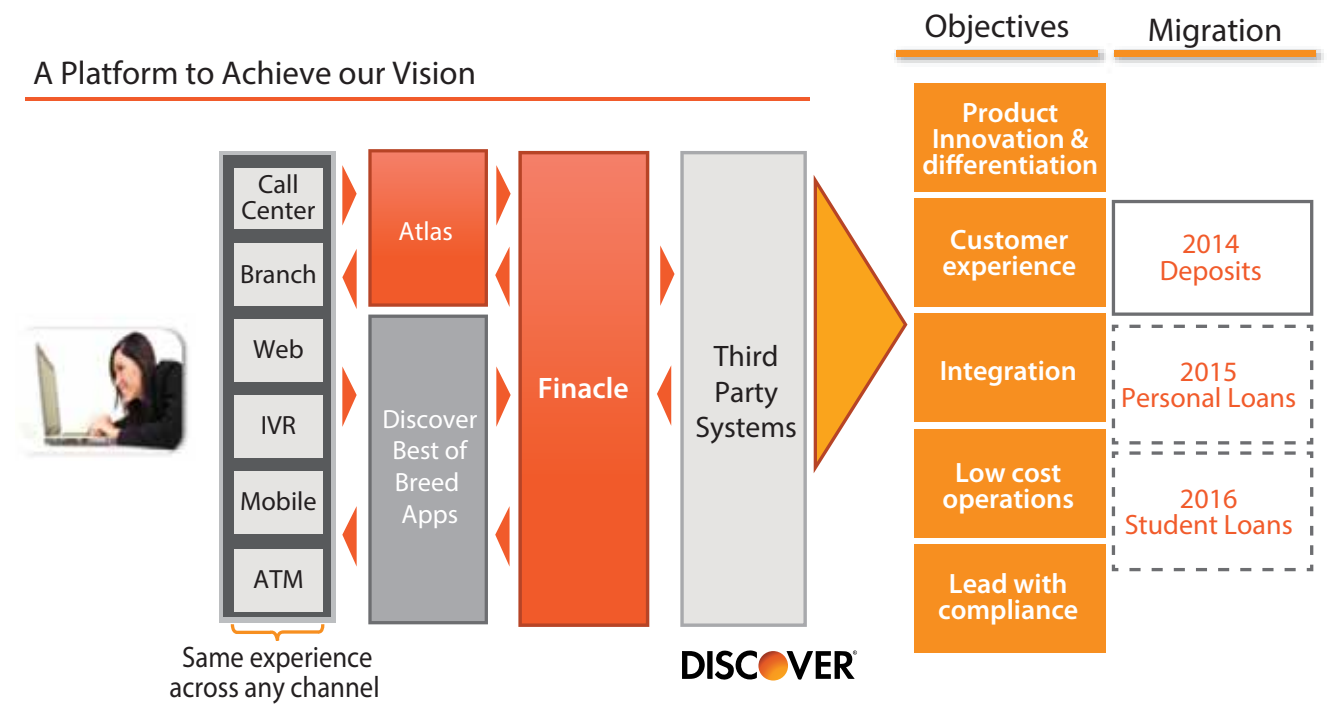 A Platform to Achieve our Vision
Call
Center
Branch
Web
IVR
Mobile
ATM
Same experience
across any channel
Atlas
Discover
Best of
Breed
Apps
Finacle
Third
Party
Systems
DISCOVER®
Objectives
Product
Innovation &
differentiation
Customer
experience
Integration
Low cost
operations
Lead with
compliance
Migration
2014
Deposits
2015
Personal Loans
2016
Student Loans